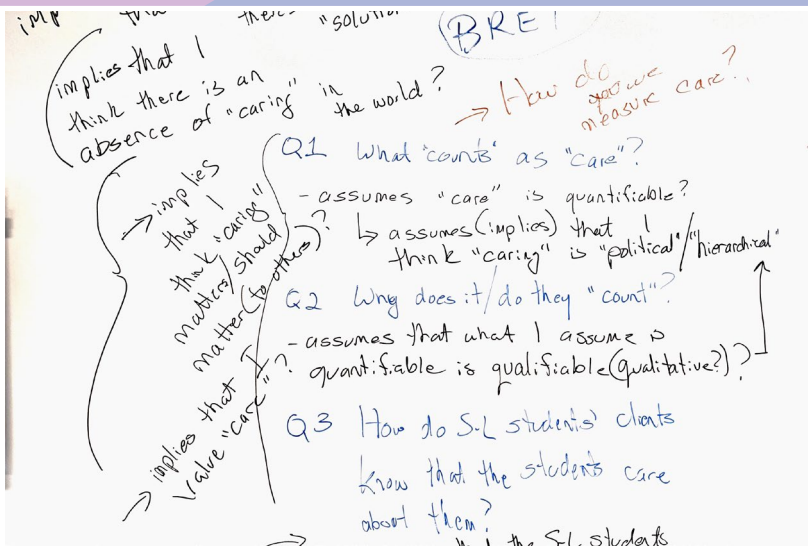 imp
"solution
BRE
implies that I
think there is an
absence of "caring" in
the world?
→ How do
we
measure care?
Q1 What "counts" as "care"?
- assumes "care" is quantifiable?
↳ assumes (implies) that I
think "caring" is "political"/"hierarchical"
→ implies
that I
think "caring"
matters/should
matter (to others)?
Q2 Why does it/do they "count"?
- assumes that what I assume is
quantifiable is qualifiable (qualitative?)?
→ implies that I
value "care"?
Q3 How do S-L students' clients
know that the students care
about them?
the S-L students